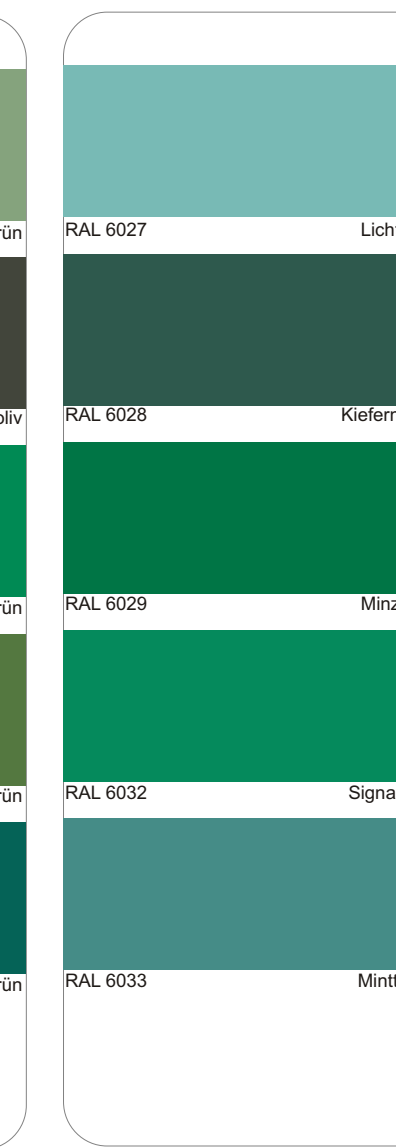 rün
oliv
rün
rün
rün
RAL 6027 Lich
RAL 6028 Kiefern
RAL 6029 Minz
RAL 6032 Signa
RAL 6033 Mint